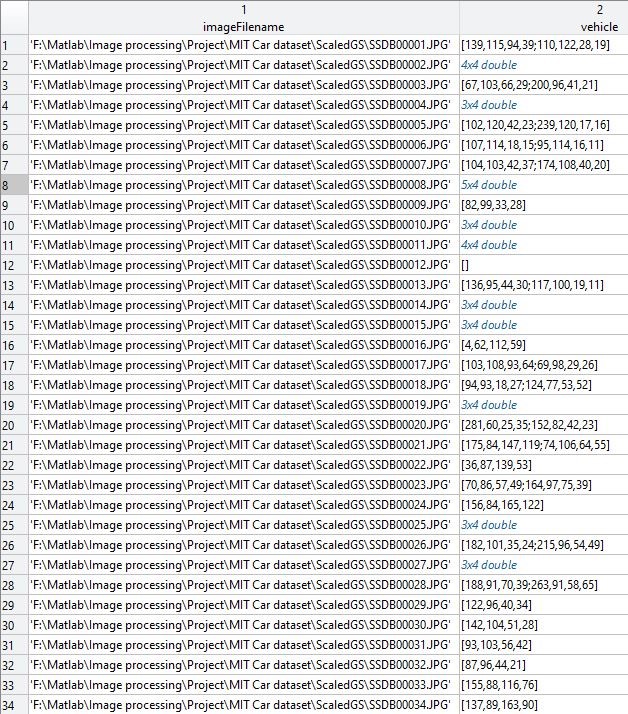 1 2
imageFilename vehicle
1 'F:\Matlab\Image processing\Project\MIT Car dataset\ScaledGS\SSDB00001.JPG' [139,115,94,39;110,122,28,19]
2 'F:\Matlab\Image processing\Project\MIT Car dataset\ScaledGS\SSDB00002.JPG' 4x4 double
3 'F:\Matlab\Image processing\Project\MIT Car dataset\ScaledGS\SSDB00003.JPG' [67,103,66,29;200,96,41,21]
4 'F:\Matlab\Image processing\Project\MIT Car dataset\ScaledGS\SSDB00004.JPG' 3x4 double
5 'F:\Matlab\Image processing\Project\MIT Car dataset\ScaledGS\SSDB00005.JPG' [102,120,42,23;239,120,17,16]
6 'F:\Matlab\Image processing\Project\MIT Car dataset\ScaledGS\SSDB00006.JPG' [107,114,18,15;95,114,16,11]
7 'F:\Matlab\Image processing\Project\MIT Car dataset\ScaledGS\SSDB00007.JPG' [104,103,42,37;174,108,40,20]
8 'F:\Matlab\Image processing\Project\MIT Car dataset\ScaledGS\SSDB00008.JPG' 5x4 double
9 'F:\Matlab\Image processing\Project\MIT Car dataset\ScaledGS\SSDB00009.JPG' [82,99,33,28]
10 'F:\Matlab\Image processing\Project\MIT Car dataset\ScaledGS\SSDB00010.JPG' 3x4 double
11 'F:\Matlab\Image processing\Project\MIT Car dataset\ScaledGS\SSDB00011.JPG' 4x4 double
12 'F:\Matlab\Image processing\Project\MIT Car dataset\ScaledGS\SSDB00012.JPG' []
13 'F:\Matlab\Image processing\Project\MIT Car dataset\ScaledGS\SSDB00013.JPG' [136,95,44,30;117,100,19,11]
14 'F:\Matlab\Image processing\Project\MIT Car dataset\ScaledGS\SSDB00014.JPG' 3x4 double
15 'F:\Matlab\Image processing\Project\MIT Car dataset\ScaledGS\SSDB00015.JPG' 3x4 double
16 'F:\Matlab\Image processing\Project\MIT Car dataset\ScaledGS\SSDB00016.JPG' [4,62,112,59]
17 'F:\Matlab\Image processing\Project\MIT Car dataset\ScaledGS\SSDB00017.JPG' [103,108,93,64;69,98,29,26]
18 'F:\Matlab\Image processing\Project\MIT Car dataset\ScaledGS\SSDB00018.JPG' [94,93,18,27;124,77,53,52]
19 'F:\Matlab\Image processing\Project\MIT Car dataset\ScaledGS\SSDB00019.JPG' 3x4 double
20 'F:\Matlab\Image processing\Project\MIT Car dataset\ScaledGS\SSDB00020.JPG' [281,60,25,35;152,82,42,23]
21 'F:\Matlab\Image processing\Project\MIT Car dataset\ScaledGS\SSDB00021.JPG' [175,84,147,119;74,106,64,55]
22 'F:\Matlab\Image processing\Project\MIT Car dataset\ScaledGS\SSDB00022.JPG' [36,87,139,53]
23 'F:\Matlab\Image processing\Project\MIT Car dataset\ScaledGS\SSDB00023.JPG' [70,86,57,49;164,97,75,39]
24 'F:\Matlab\Image processing\Project\MIT Car dataset\ScaledGS\SSDB00024.JPG' [156,84,165,122]
25 'F:\Matlab\Image processing\Project\MIT Car dataset\ScaledGS\SSDB00025.JPG' 3x4 double
26 'F:\Matlab\Image processing\Project\MIT Car dataset\ScaledGS\SSDB00026.JPG' [182,101,35,24;215,96,54,49]
27 'F:\Matlab\Image processing\Project\MIT Car dataset\ScaledGS\SSDB00027.JPG' 3x4 double
28 'F:\Matlab\Image processing\Project\MIT Car dataset\ScaledGS\SSDB00028.JPG' [188,91,70,39;263,91,58,65]
29 'F:\Matlab\Image processing\Project\MIT Car dataset\ScaledGS\SSDB00029.JPG' [122,96,40,34]
30 'F:\Matlab\Image processing\Project\MIT Car dataset\ScaledGS\SSDB00030.JPG' [142,104,51,28]
31 'F:\Matlab\Image processing\Project\MIT Car dataset\ScaledGS\SSDB00031.JPG' [93,103,56,42]
32 'F:\Matlab\Image processing\Project\MIT Car dataset\ScaledGS\SSDB00032.JPG' [87,96,44,21]
33 'F:\Matlab\Image processing\Project\MIT Car dataset\ScaledGS\SSDB00033.JPG' [155,88,116,76]
34 'F:\Matlab\Image processing\Project\MIT Car dataset\ScaledGS\SSDB00034.JPG' [137,89,163,90]